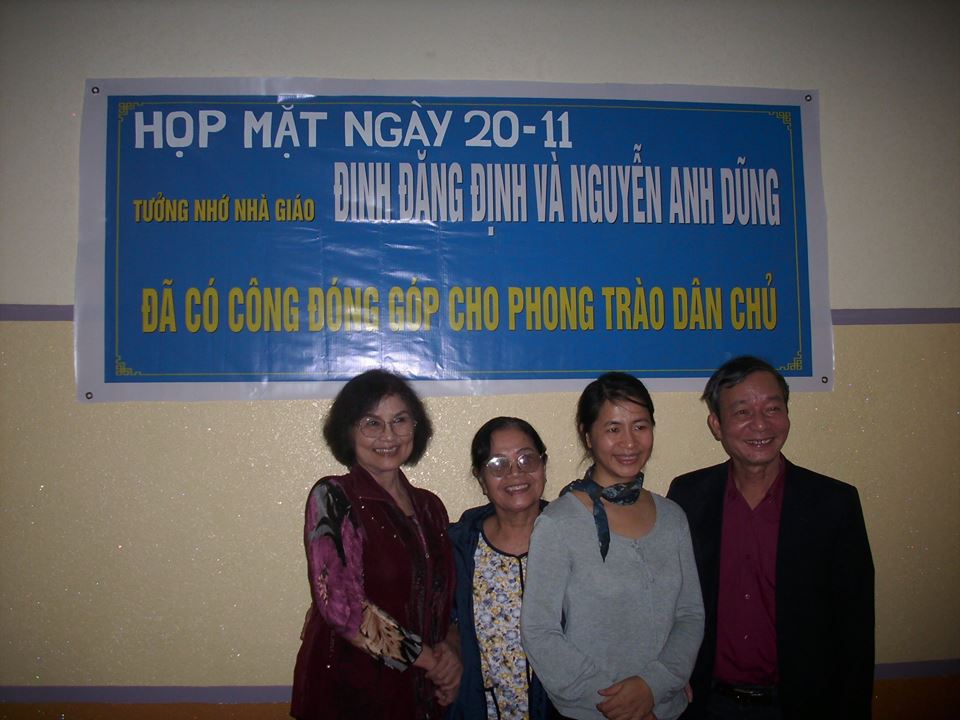 HỌP MẶT NGÀY 20-11
TƯỞNG NHỚ NHÀ GIÁO ĐINH ĐĂNG ĐỊNH VÀ NGUYỄN ANH DŨNG
ĐÃ CÓ CÔNG ĐÓNG GÓP CHO PHONG TRÀO DÂN CHỦ